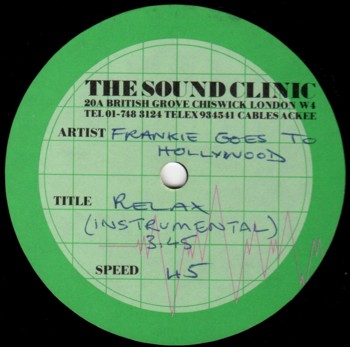 THE SOUND CLINIC
20A BRITISH GROVE CHISWICK LONDON W4
TEL 01-748 3124 TELEX 934541 CABLES ACKEE
ARTIST FRANKIE GOES TO
HOLLYWOOD
TITLE RELAX
(INSTRUMENTAL)
3.45
SPEED 45